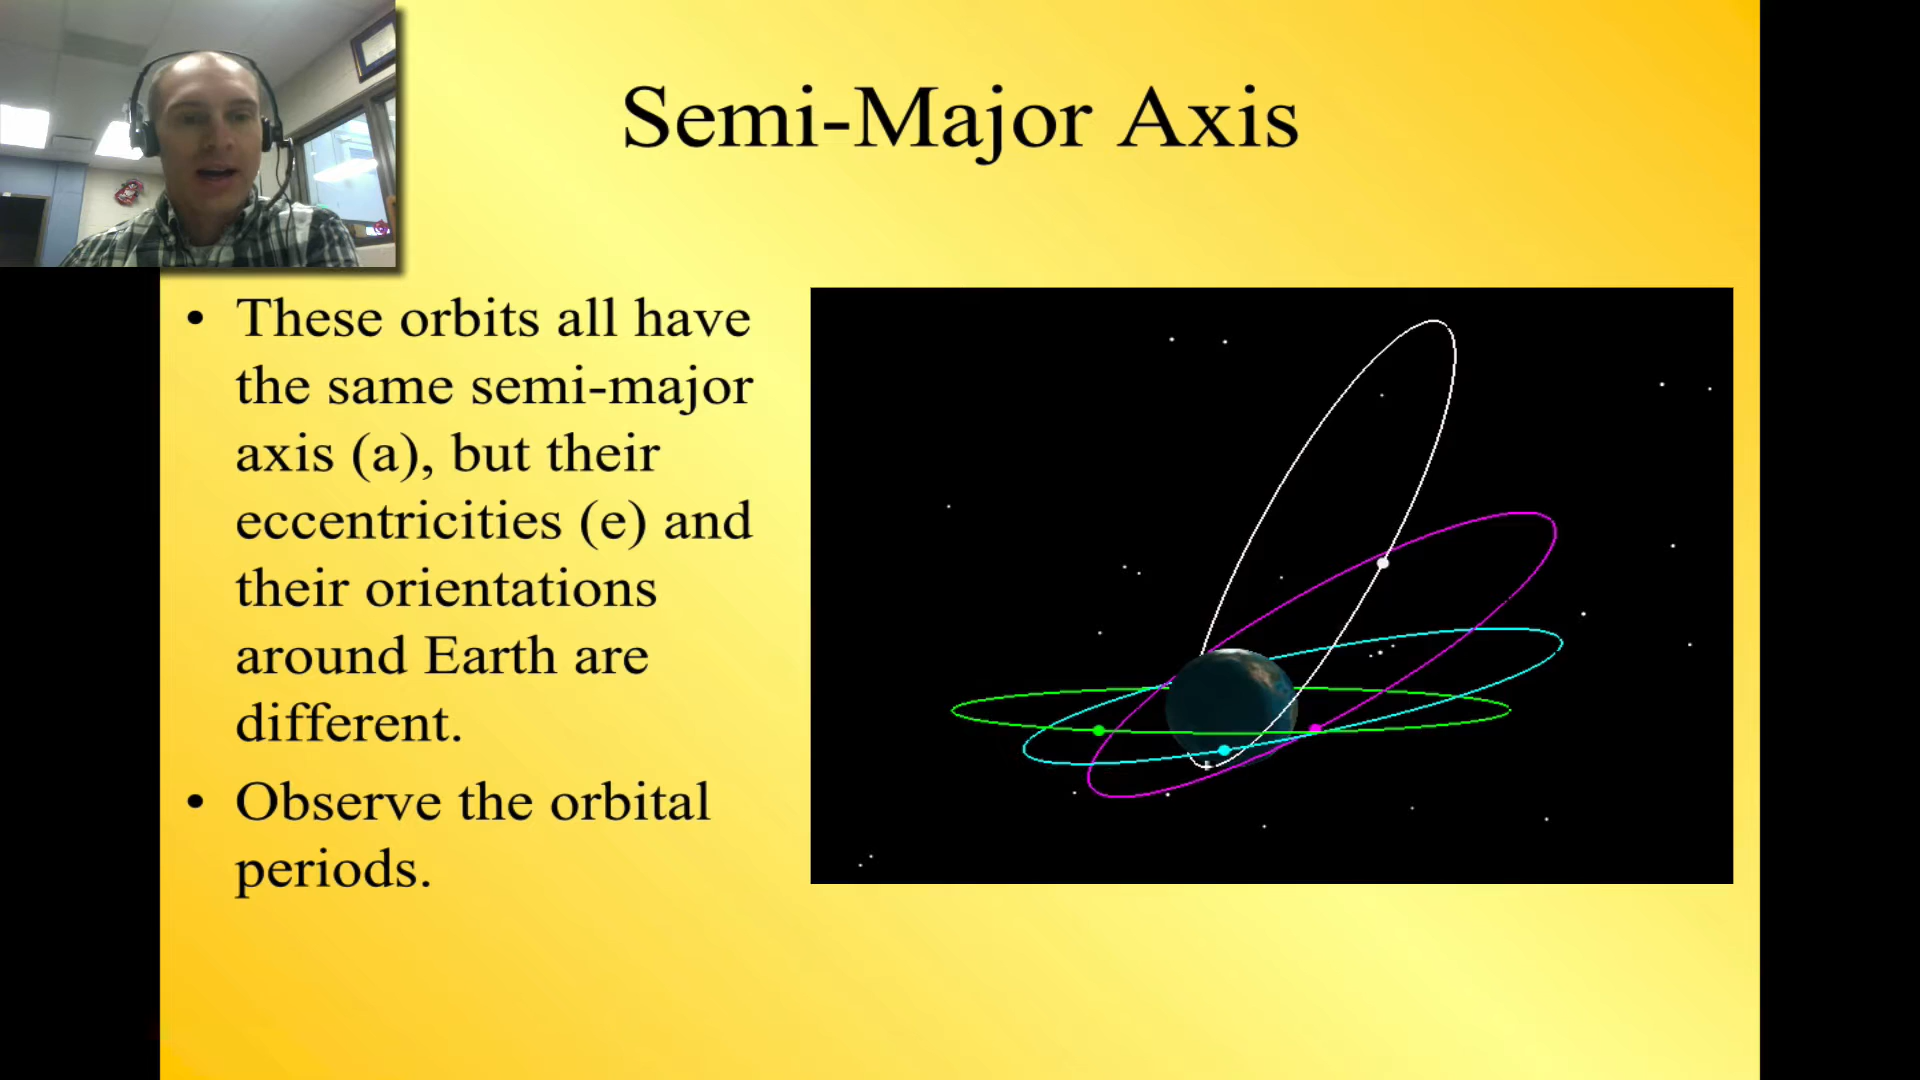 Semi-Major Axis
• These orbits all have
the same semi-major
axis (a), but their
eccentricities (e) and
their orientations
around Earth are
different.
• Observe the orbital
periods.